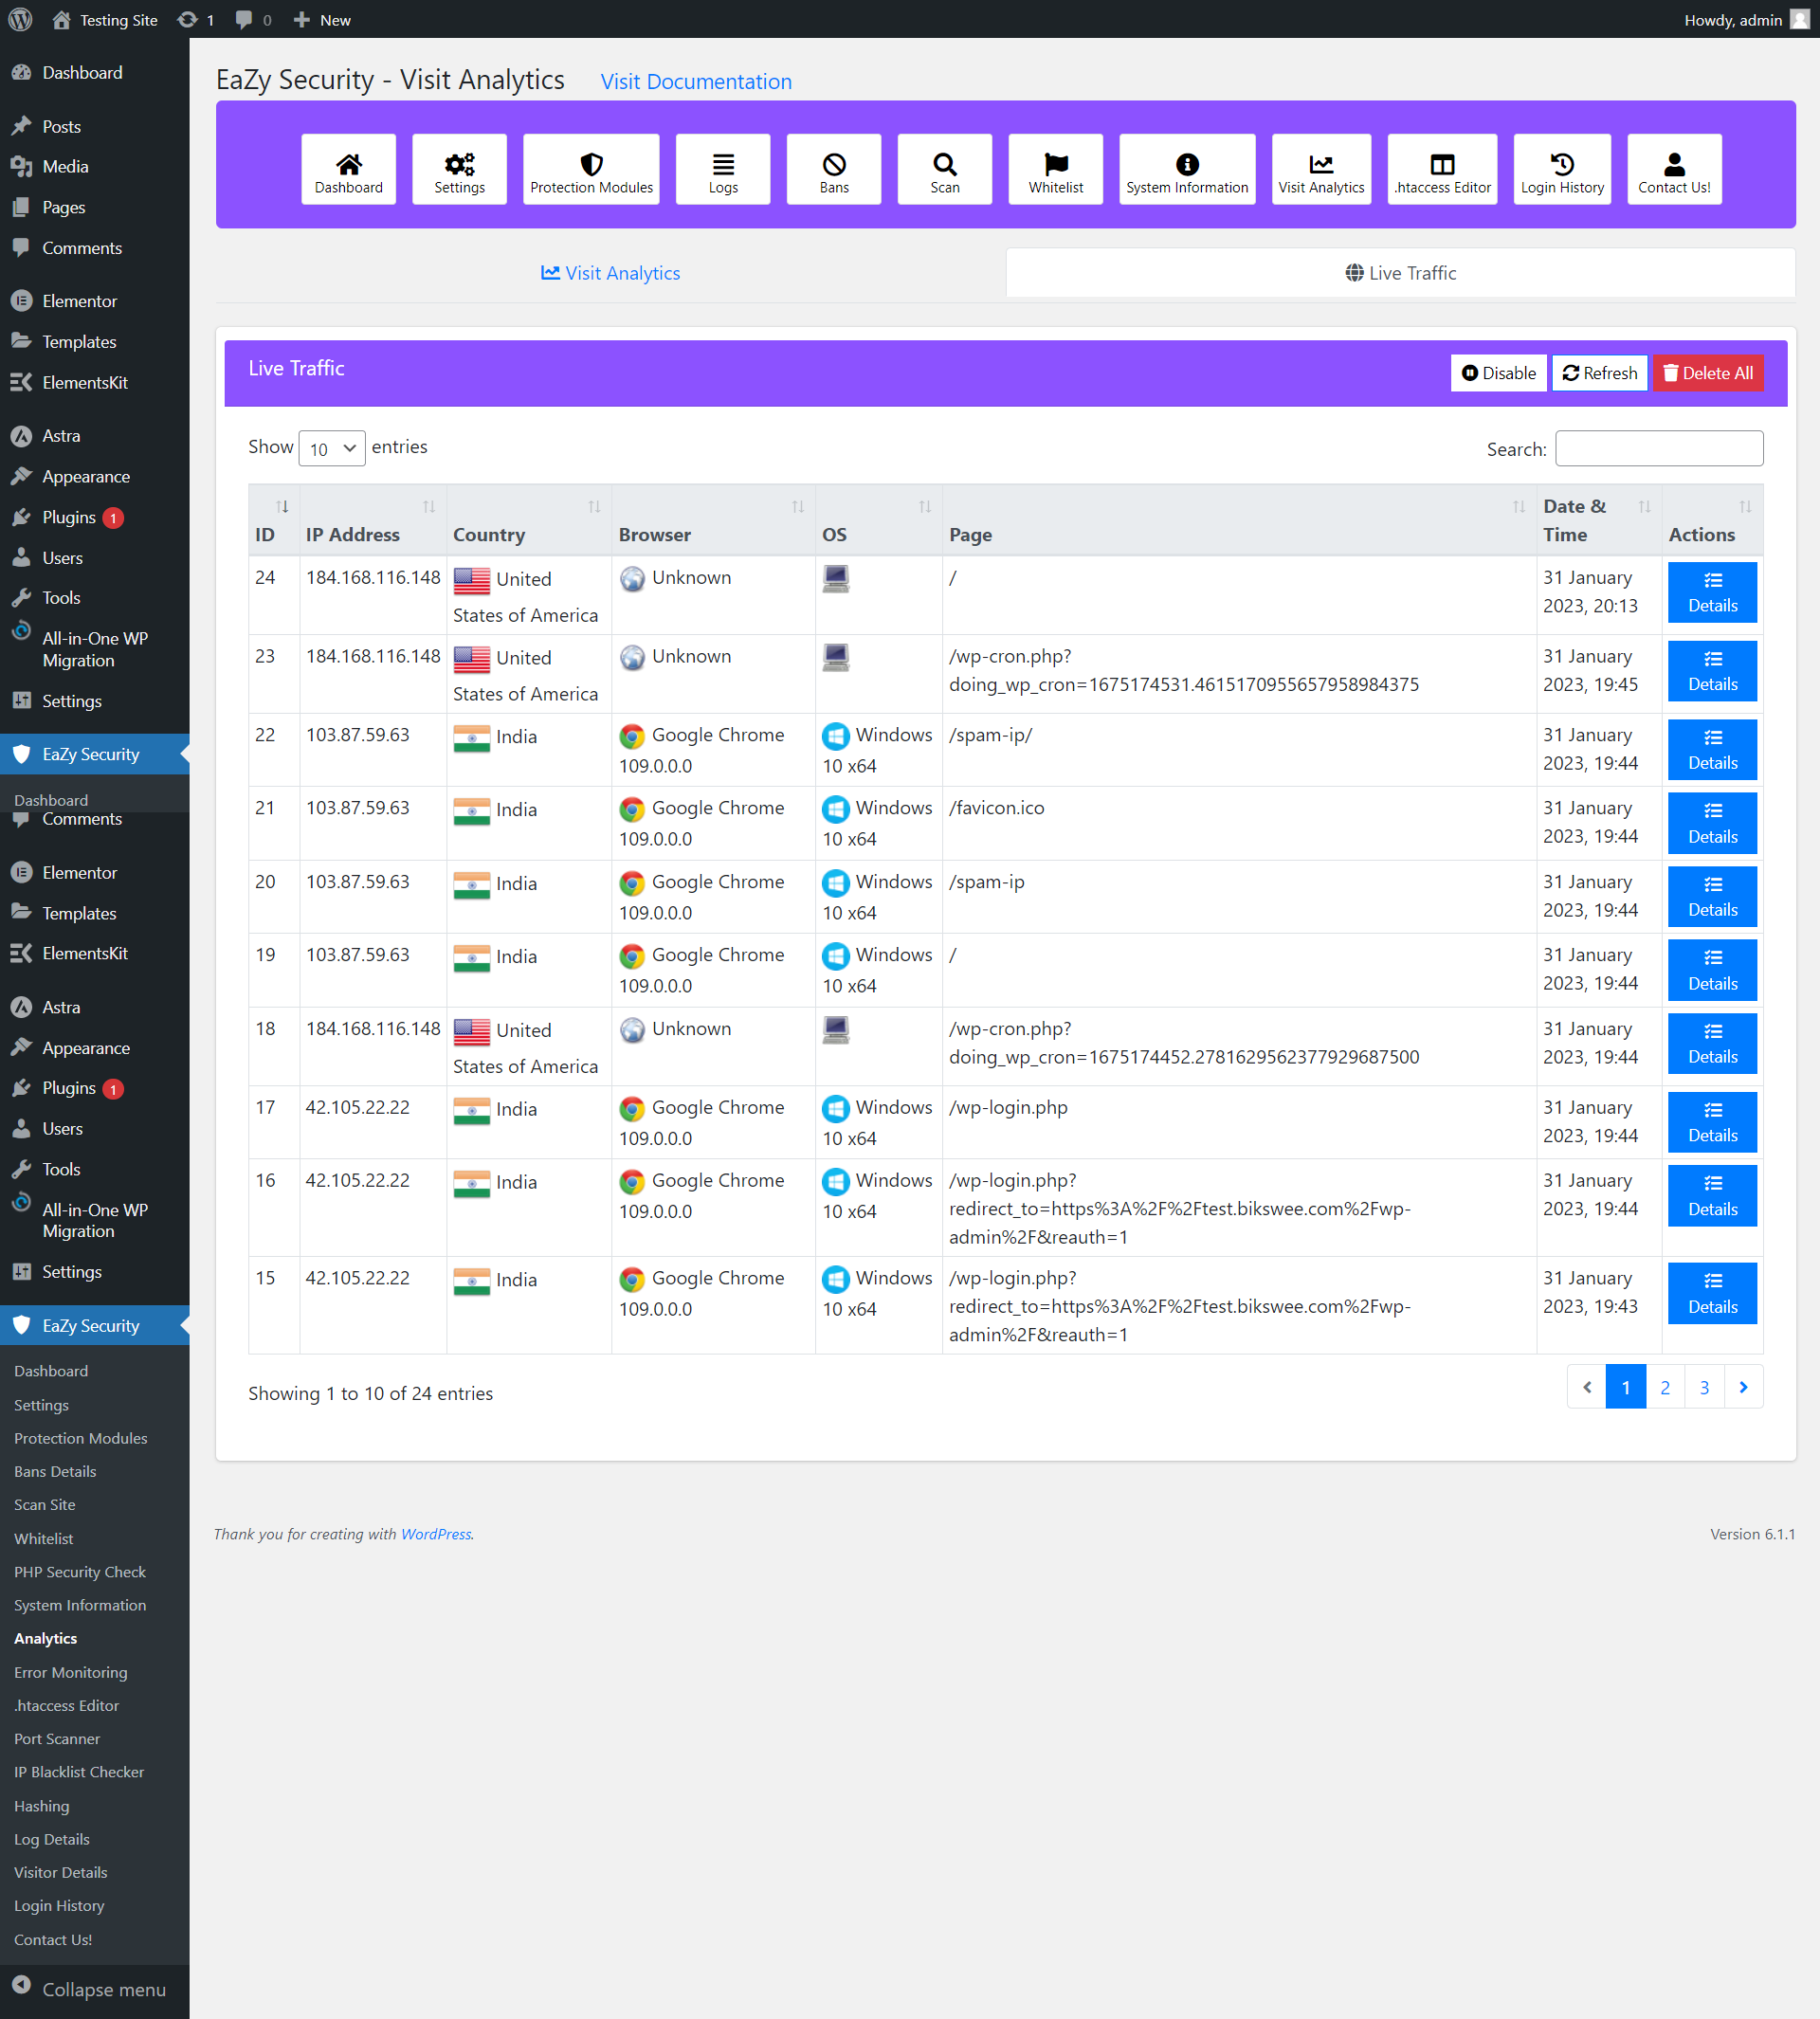 Testing Site 1 0 New Howdy, admin
Dashboard
Posts
Media
Pages
Comments
Elementor
Templates
ElementsKit
Astra
Appearance
Plugins 1
Users
Tools
All-in-One WP
Migration
Settings
EaZy Security
Dashboard
Comments
Elementor
Templates
ElementsKit
Astra
Appearance
Plugins 1
Users
Tools
All-in-One WP
Migration
Settings
EaZy Security
Dashboard
Settings
Protection Modules
Bans Details
Scan Site
Whitelist
PHP Security Check
System Information
Analytics
Error Monitoring
.htaccess Editor
Port Scanner
IP Blacklist Checker
Hashing
Log Details
Visitor Details
Login History
Contact Us!
Collapse menu
EaZy Security - Visit Analytics Visit Documentation
Dashboard Settings Protection Modules Logs Bans Scan Whitelist System Information Visit Analytics .htaccess Editor Login History Contact Us!
Visit Analytics Live Traffic
Live Traffic Disable Refresh Delete All
Show 10 entries Search:
Date &
ID IP Address Country Browser OS Page Time Actions
24 184.168.116.148 United Unknown / 31 January
States of America 2023, 20:13 Details
23 184.168.116.148 United Unknown /wp-cron.php? 31 January
States of America doing_wp_cron=1675174531.4615170955657958984375 2023, 19:45 Details
22 103.87.59.63 India Google Chrome Windows /spam-ip/ 31 January
109.0.0.0 10 x64 2023, 19:44 Details
21 103.87.59.63 India Google Chrome Windows /favicon.ico 31 January
109.0.0.0 10 x64 2023, 19:44 Details
20 103.87.59.63 India Google Chrome Windows /spam-ip 31 January
109.0.0.0 10 x64 2023, 19:44 Details
19 103.87.59.63 India Google Chrome Windows / 31 January
109.0.0.0 10 x64 2023, 19:44 Details
18 184.168.116.148 United Unknown /wp-cron.php? 31 January
States of America doing_wp_cron=1675174452.2781629562377929687500 2023, 19:44 Details
17 42.105.22.22 India Google Chrome Windows /wp-login.php 31 January
109.0.0.0 10 x64 2023, 19:44 Details
16 42.105.22.22 India Google Chrome Windows /wp-login.php? 31 January
109.0.0.0 10 x64 redirect_to=https%3A%2F%2Ftest.bikswee.com%2Fwp- 2023, 19:44 Details
admin%2F&reauth=1
15 42.105.22.22 India Google Chrome Windows /wp-login.php? 31 January
109.0.0.0 10 x64 redirect_to=https%3A%2F%2Ftest.bikswee.com%2Fwp- 2023, 19:43 Details
admin%2F&reauth=1
Showing 1 to 10 of 24 entries 1 2 3
Thank you for creating with WordPress. Version 6.1.1